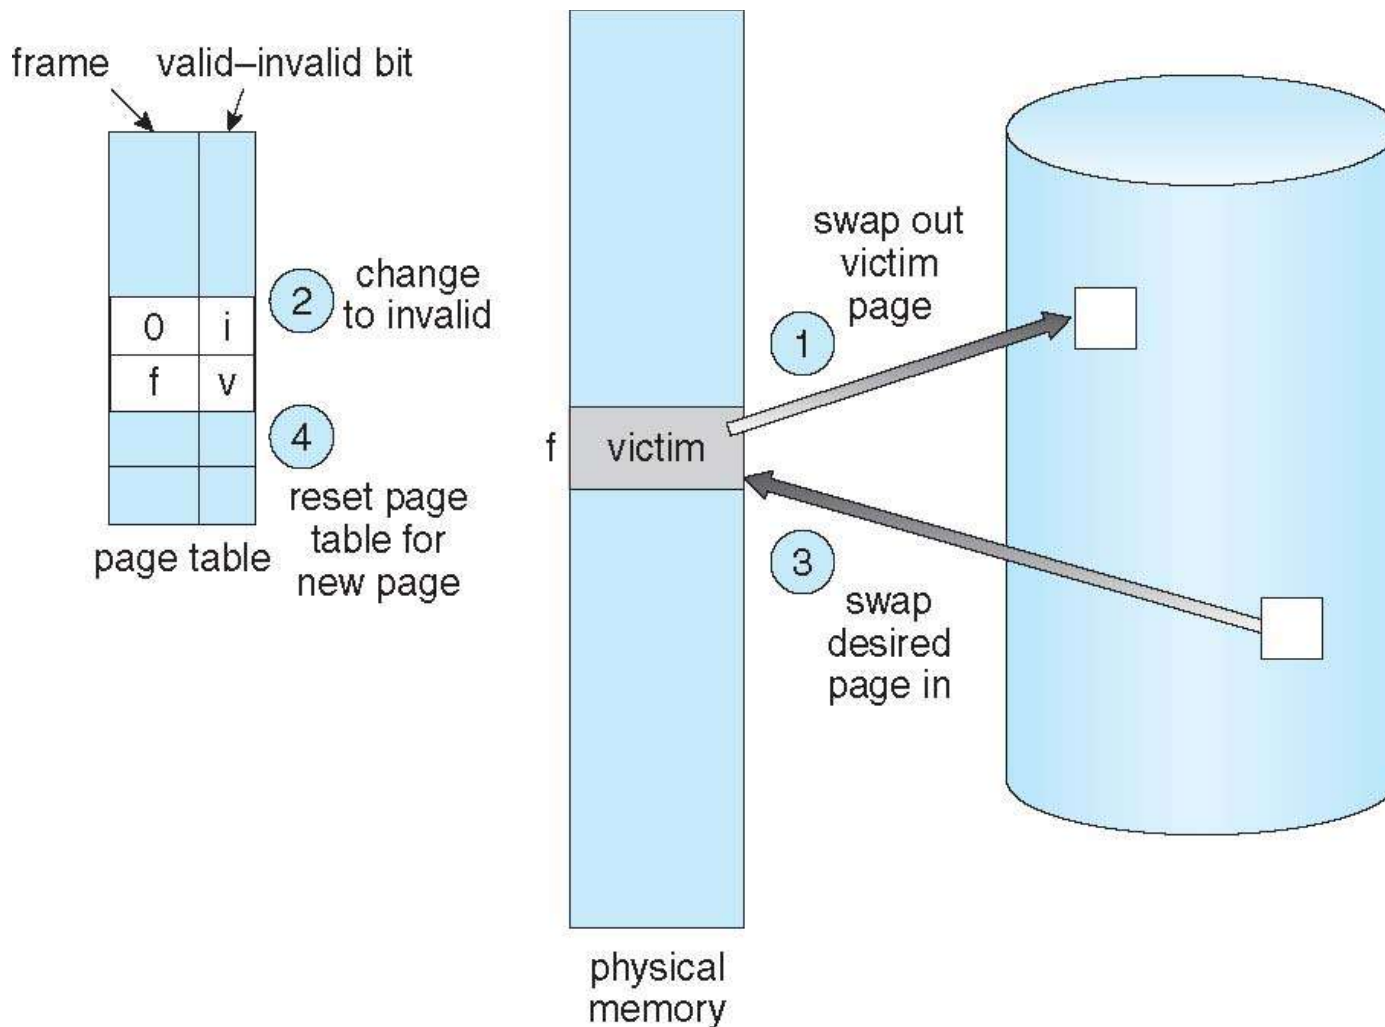 frame
valid–invalid bit
0
i
f
v
page table
2
change
to invalid
4
reset page
table for
new page
f
victim
physical
memory
swap out
victim
page
1
3
swap
desired
page in